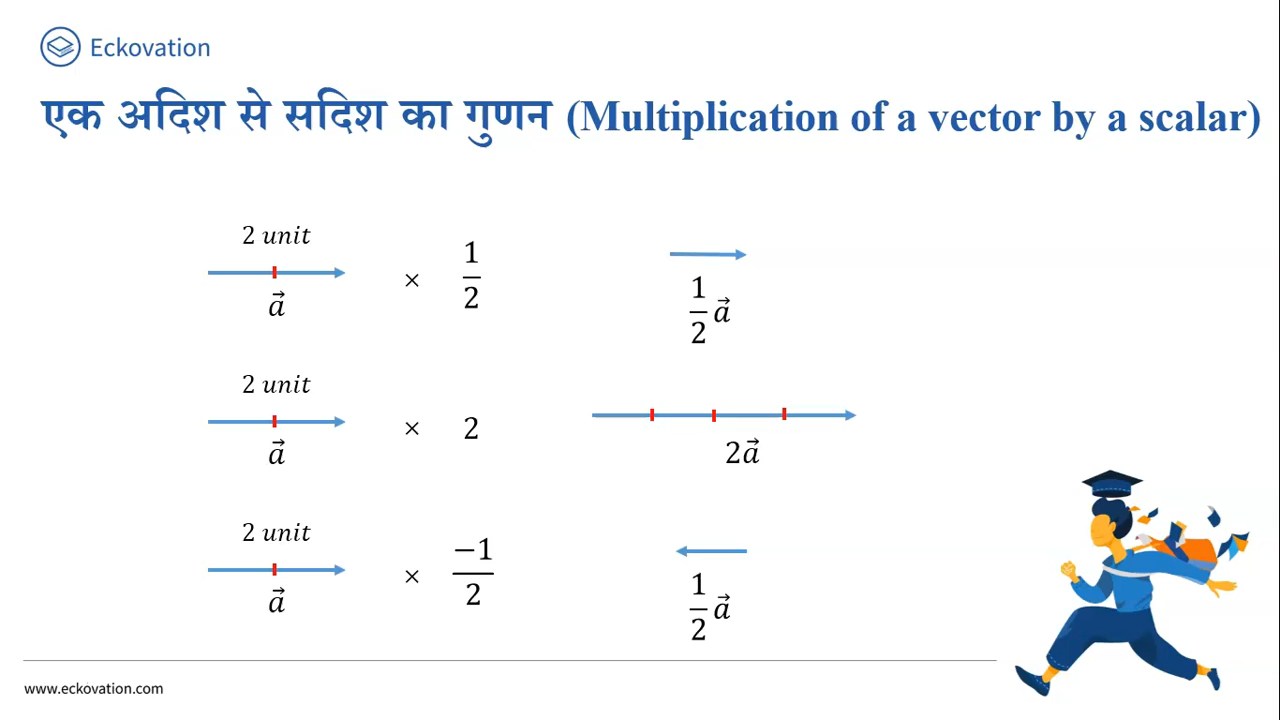 Eckovation
एक अदिश से सदिश का गुणन (Multiplication of a vector by a scalar)
2 unit
a⃗ × 1/2
1/2 a⃗
2 unit
a⃗ × 2
2a⃗
2 unit
a⃗ × −1/2
1/2 a⃗
www.eckovation.com